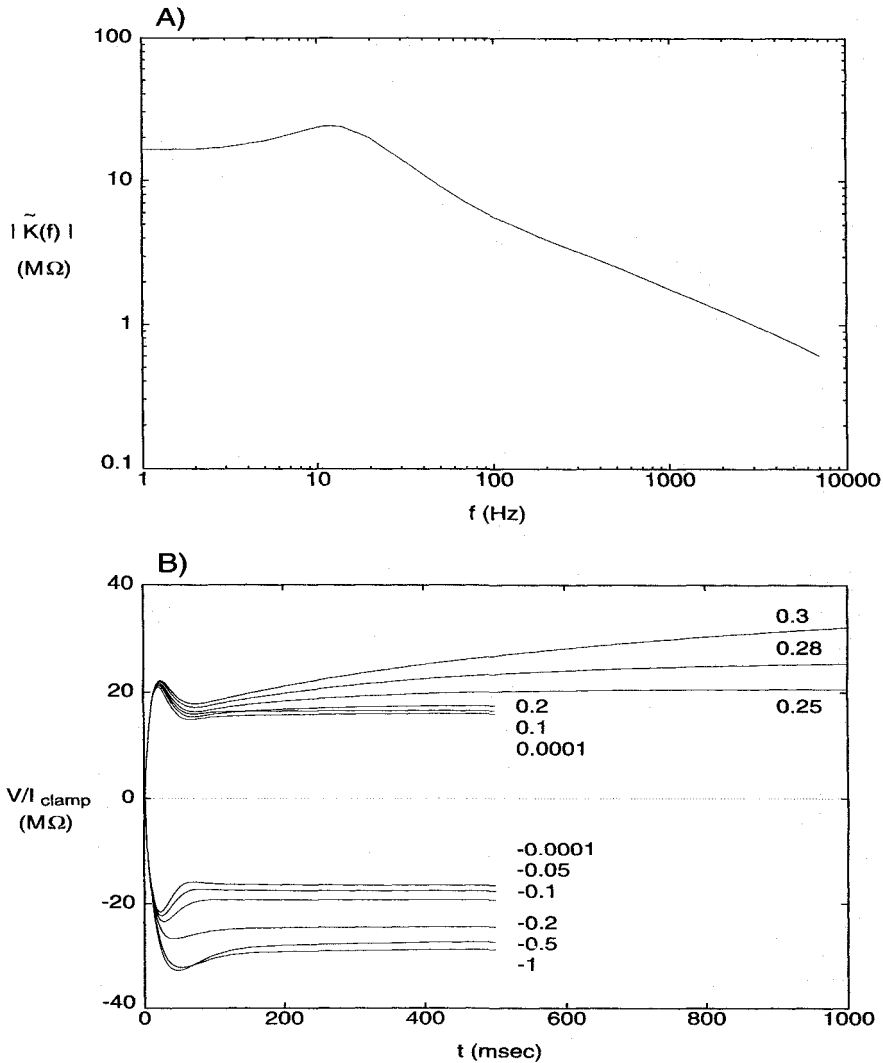 A)
100
10
1
0.1
| K̃(f) |
(MΩ)
1 10 100 1000 10000
f (Hz)
B)
40
20
0
-20
-40
V/I clamp
(MΩ)
0.3
0.28
0.25
0.2
0.1
0.0001
-0.0001
-0.05
-0.1
-0.2
-0.5
-1
0 200 400 600 800 1000
t (msec)